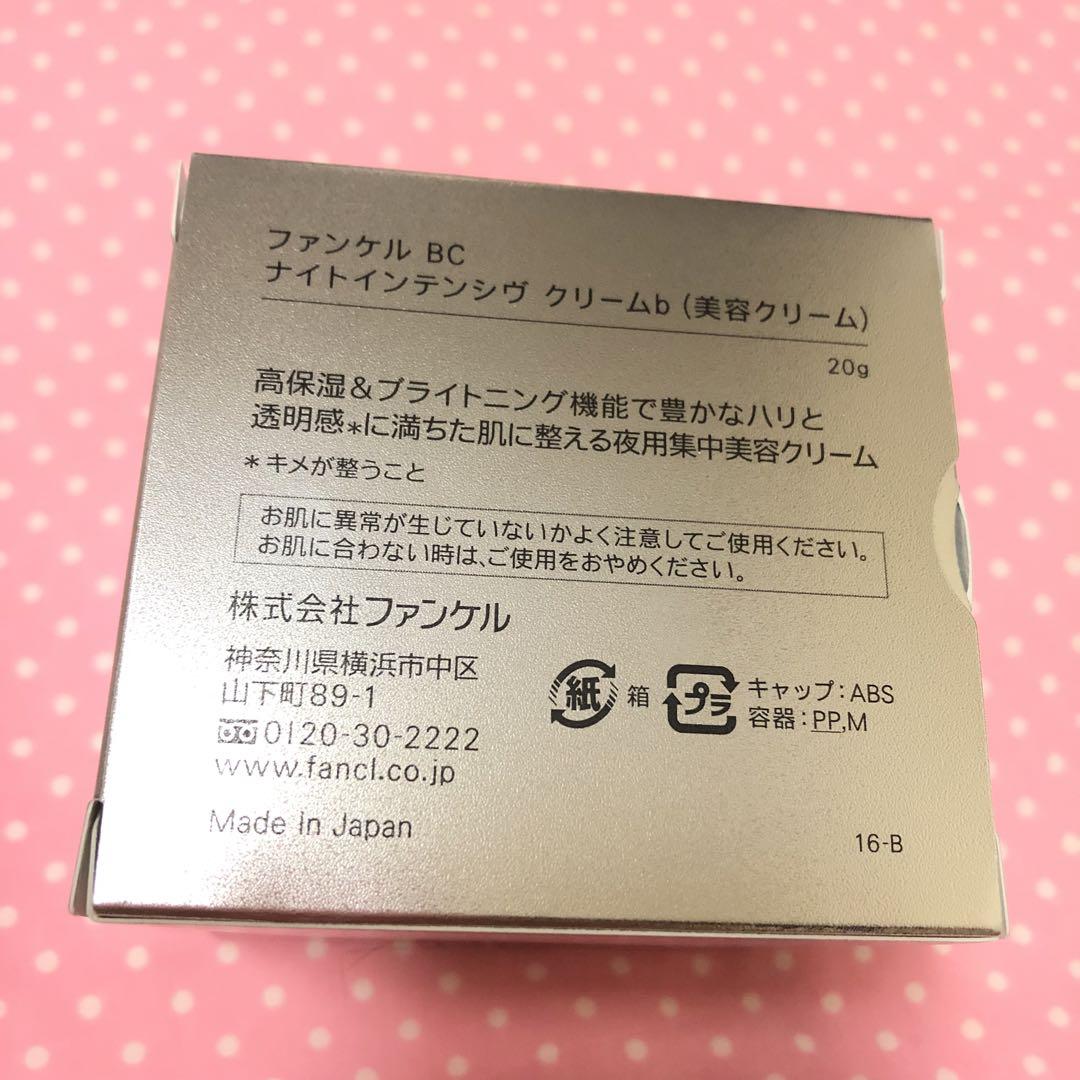 ファンケル BC
ナイトインテンシヴ クリームb (美容クリーム)
20g
高保湿&ブライトニング機能で豊かなハリと
透明感*に満ちた肌に整える夜用集中美容クリーム
*キメが整うこと
お肌に異常が生じていないかよく注意してご使用ください。
お肌に合わない時は、ご使用をおやめください。
株式会社ファンケル
神奈川県横浜市中区
山下町89-1
0120-30-2222
www.fancl.co.jp
紙 箱
プラ キャップ:ABS
容器:PP,M
Made in Japan
16-B